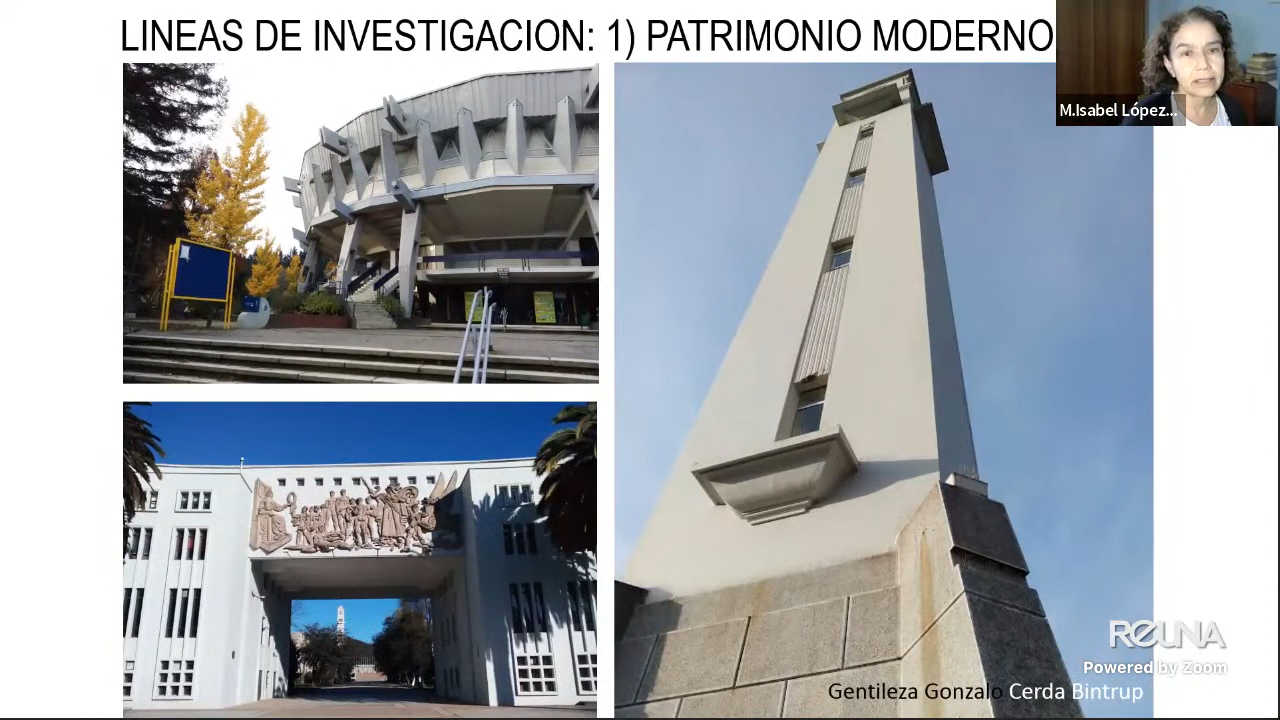 LINEAS DE INVESTIGACION: 1) PATRIMONIO MODERNO
M.Isabel López...
REUNA
Powered by Zoom
Gentileza Gonzalo Cerda Bintrup